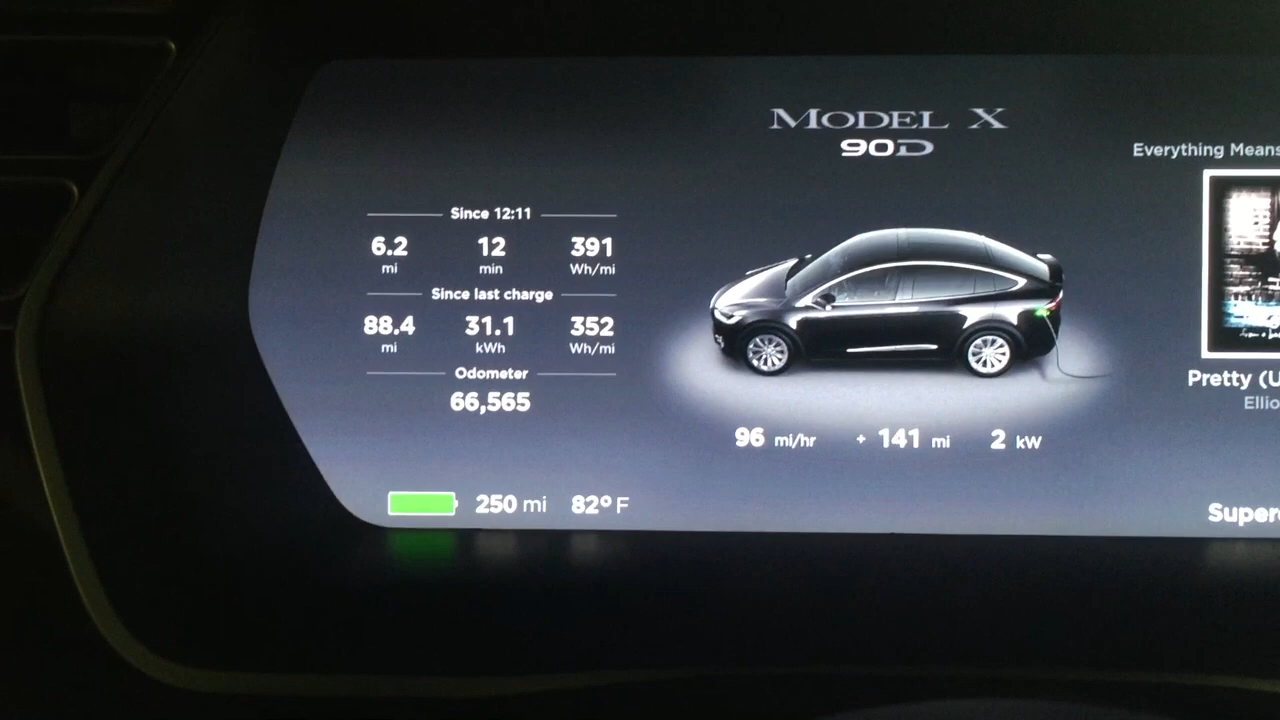 MODEL X
90D
Everything Means
Since 12:11
6.2 12 391
mi min Wh/mi
Since last charge
88.4 31.1 352
mi kWh Wh/mi
Odometer
66,565
Pretty (U
Ellio
96 mi/hr + 141 mi 2 kW
250 mi 82° F
Super